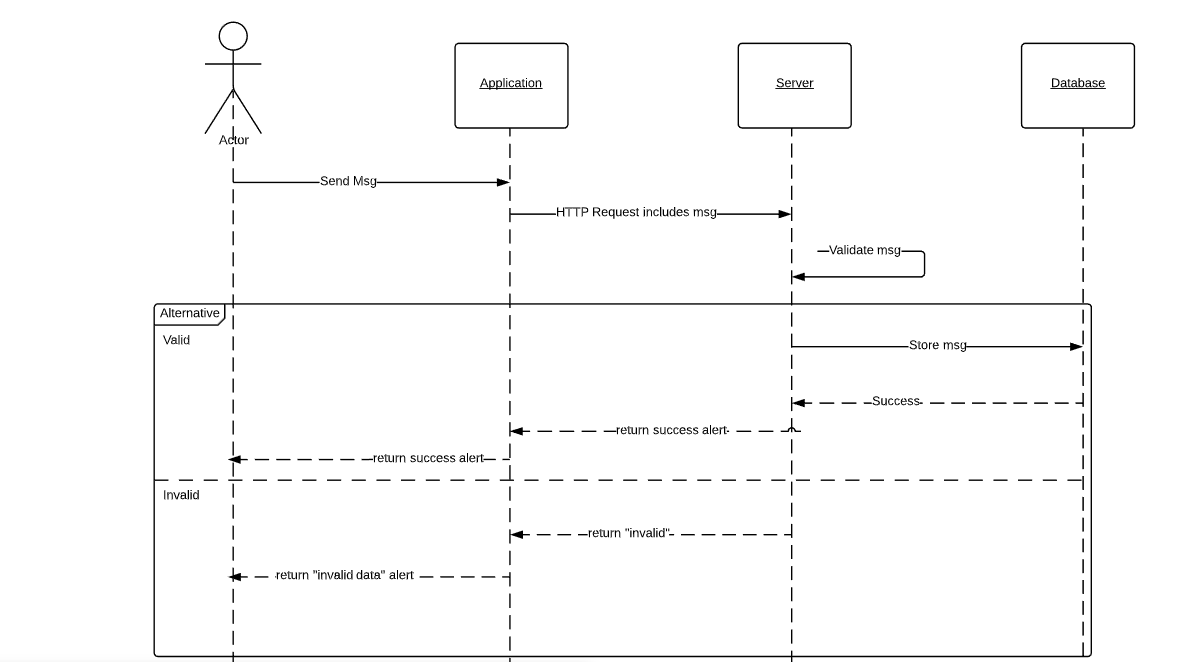 Application
Server
Database
Actor
Send Msg
HTTP Request includes msg
Validate msg
Alternative
Valid
Store msg
Success
return success alert
return success alert
Invalid
return "invalid"
return "invalid data" alert